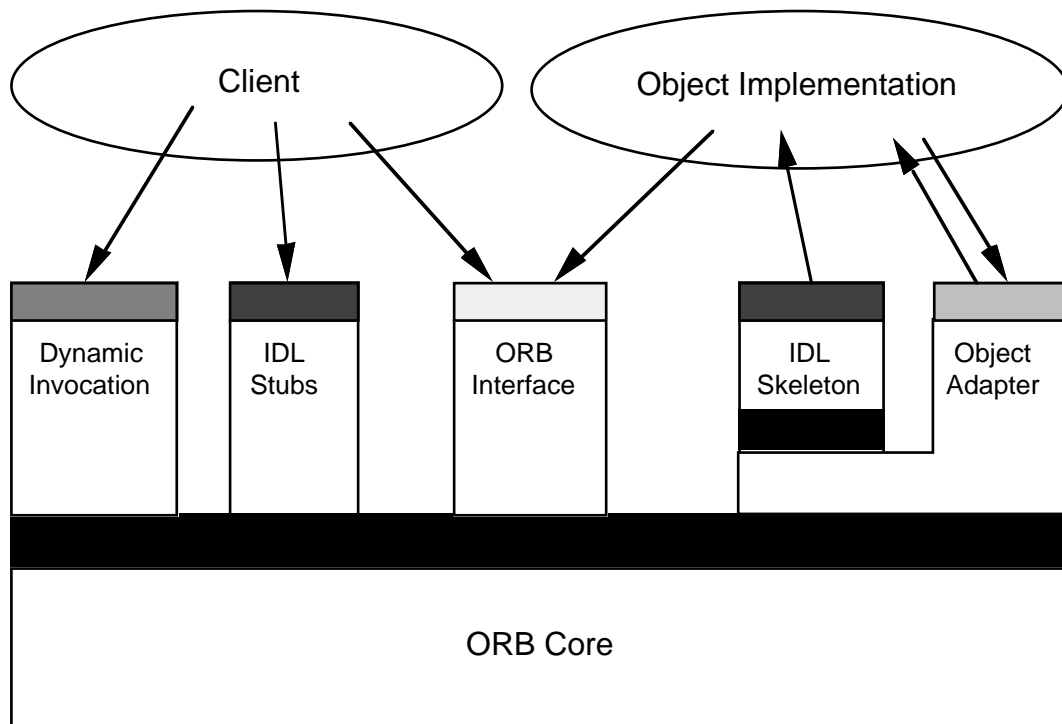 Client
Object Implementation
Dynamic
Invocation
IDL
Stubs
ORB
Interface
IDL
Skeleton
Object
Adapter
ORB Core